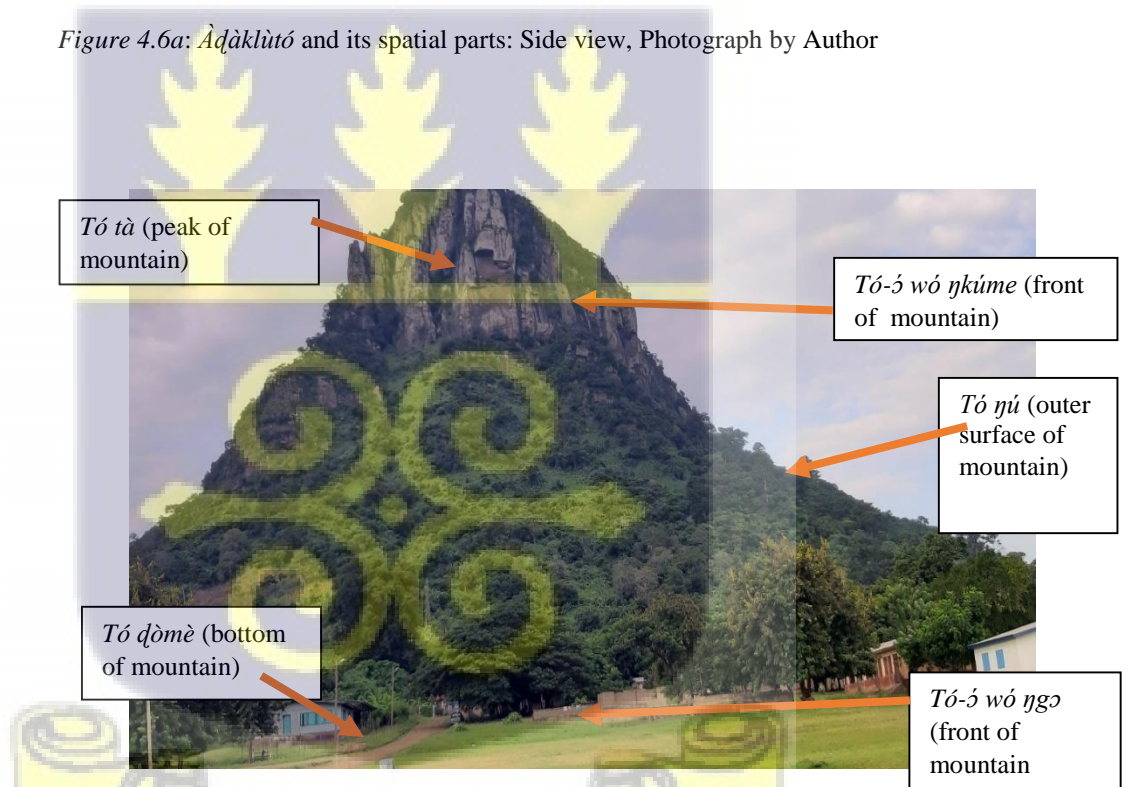 Figure 4.6a: Àɖàklùtó and its spatial parts: Side view, Photograph by Author
Tó tà (peak of
mountain)
Tó-ɔ́ wó ŋkúme (front
of mountain)
Tó ŋú (outer
surface of
mountain)
Tó ɖòmè (bottom
of mountain)
Tó-ɔ́ wó ŋgɔ
(front of
mountain